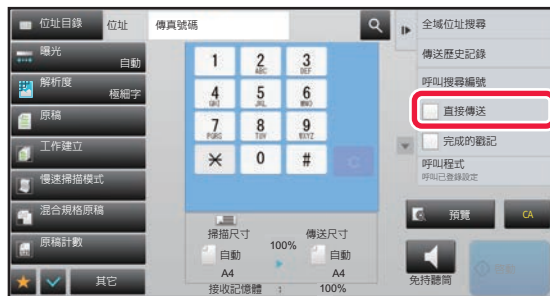 位址目錄
位址
傳真號碼
曝光
自動
解析度
極細字
原稿
工作建立
慢速掃描模式
混合規格原稿
原稿計數
其它
1
2
ABC
3
DEF
4
GHI
5
JKL
6
MNO
7
PQRS
8
TUV
9
WXYZ
0
#
C
掃描尺寸
傳送尺寸
100%
自動
自動
A4
A4
接收記憶體 : 100%
全域位址搜尋
傳送歷史記錄
呼叫搜尋編號
直接傳送
完成的戳記
呼叫程式
呼叫已登錄設定
預覽
CA
免持聽筒